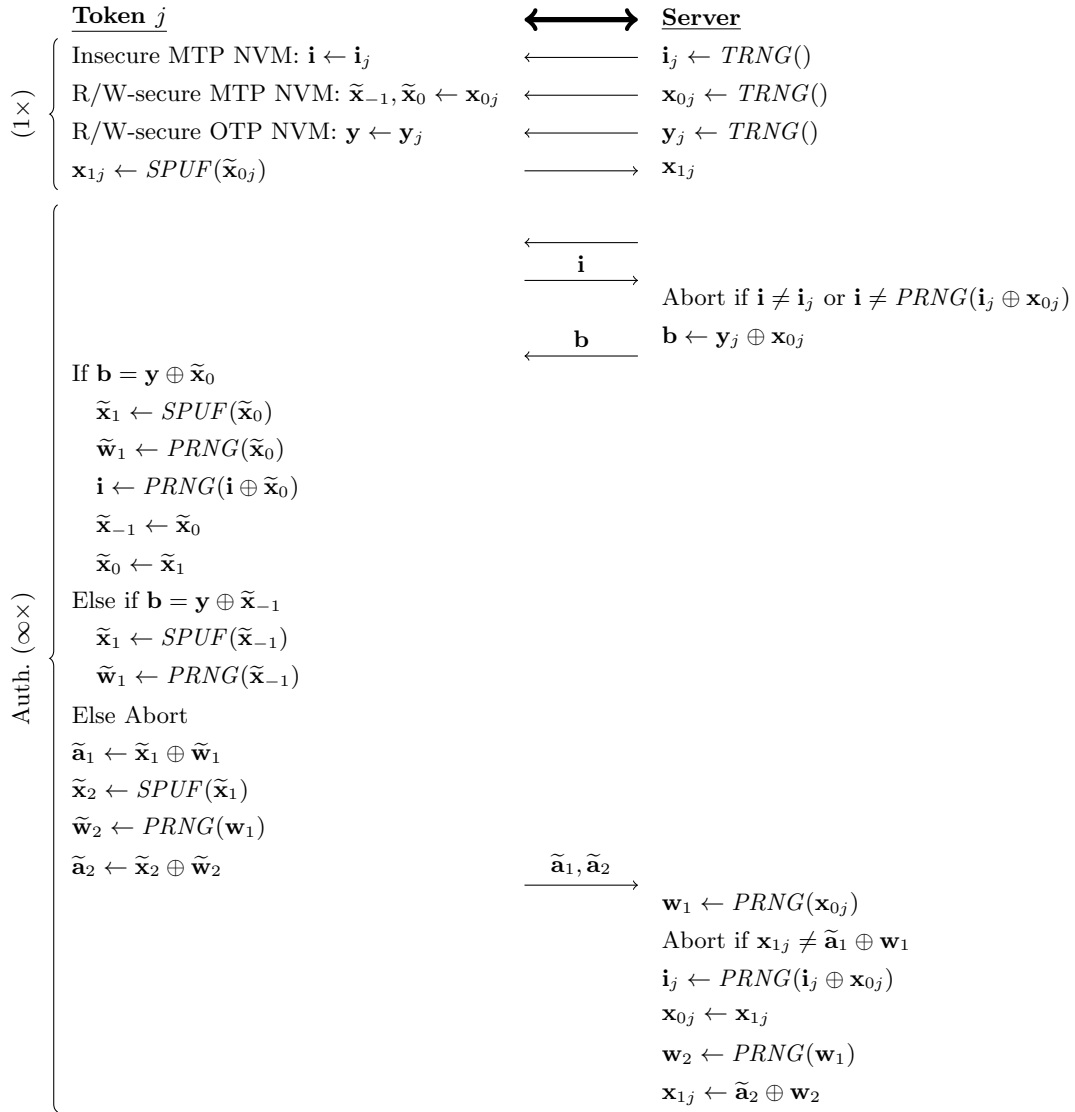 Token j Server
(1×)
Insecure MTP NVM: i ← i_j i_j ← TRNG()
R/W-secure MTP NVM: x̃_{−1}, x̃_0 ← x_{0j} x_{0j} ← TRNG()
R/W-secure OTP NVM: y ← y_j y_j ← TRNG()
x_{1j} ← SPUF(x̃_{0j}) x_{1j}
Auth. (∞×)
i
Abort if i ≠ i_j or i ≠ PRNG(i_j ⊕ x_{0j})
b b ← y_j ⊕ x_{0j}
If b = y ⊕ x̃_0
x̃_1 ← SPUF(x̃_0)
w̃_1 ← PRNG(x̃_0)
i ← PRNG(i ⊕ x̃_0)
x̃_{−1} ← x̃_0
x̃_0 ← x̃_1
Else if b = y ⊕ x̃_{−1}
x̃_1 ← SPUF(x̃_{−1})
w̃_1 ← PRNG(x̃_{−1})
Else Abort
ã_1 ← x̃_1 ⊕ w̃_1
x̃_2 ← SPUF(x̃_1)
w̃_2 ← PRNG(w_1)
ã_2 ← x̃_2 ⊕ w̃_2 ã_1, ã_2
w_1 ← PRNG(x_{0j})
Abort if x_{1j} ≠ ã_1 ⊕ w_1
i_j ← PRNG(i_j ⊕ x_{0j})
x_{0j} ← x_{1j}
w_2 ← PRNG(w_1)
x_{1j} ← ã_2 ⊕ w_2